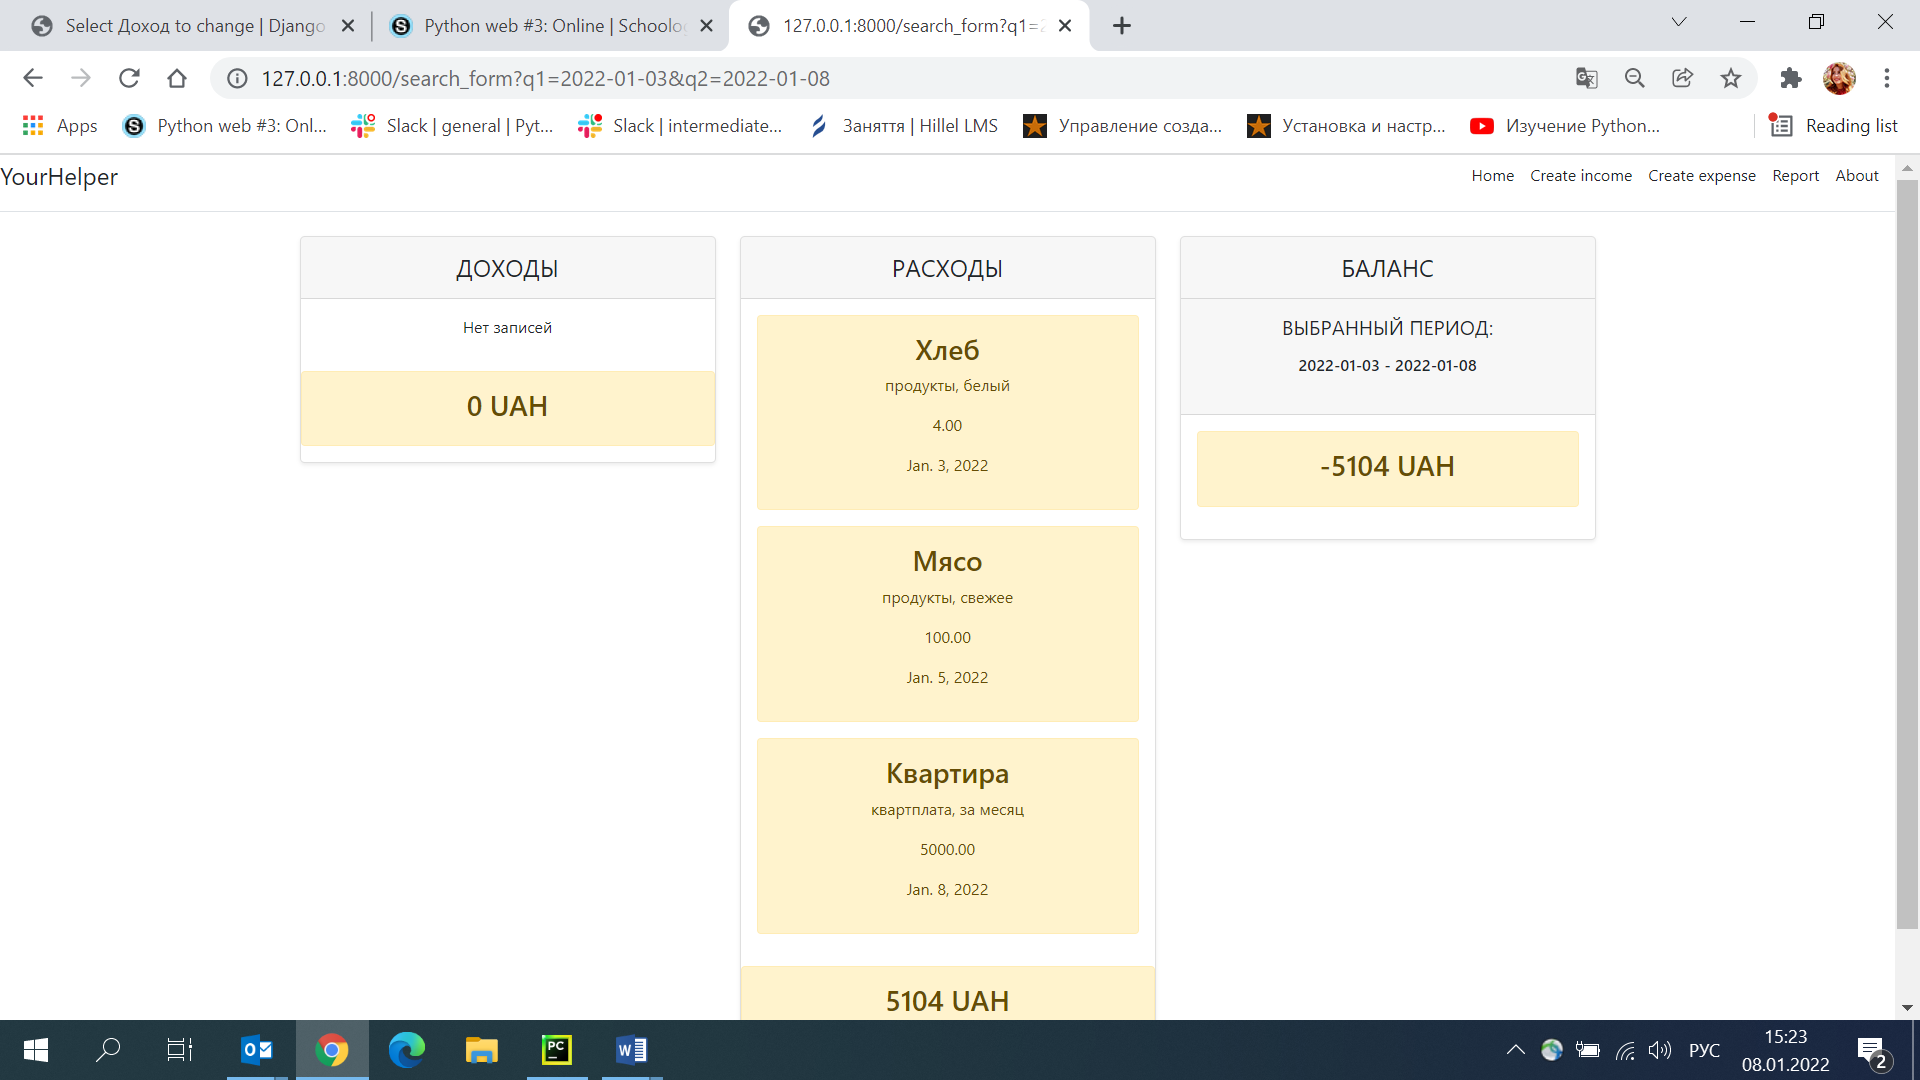 Select Доход to change | Django
Python web #3: Online | Schoolog
127.0.0.1:8000/search_form?q1=2
127.0.0.1:8000/search_form?q1=2022-01-03&q2=2022-01-08
Apps
Python web #3: Onl...
Slack | general | Pyt...
Slack | intermediate...
Заняття | Hillel LMS
Управление созда...
Установка и настр...
Изучение Python...
Reading list
YourHelper
Home
Create income
Create expense
Report
About
ДОХОДЫ
Нет записей
0 UAH
РАСХОДЫ
Хлеб
продукты, белый
4.00
Jan. 3, 2022
Мясо
продукты, свежее
100.00
Jan. 5, 2022
Квартира
квартплата, за месяц
5000.00
Jan. 8, 2022
5104 UAH
БАЛАНС
ВЫБРАННЫЙ ПЕРИОД:
2022-01-03 - 2022-01-08
-5104 UAH
РУС
15:23
08.01.2022
2